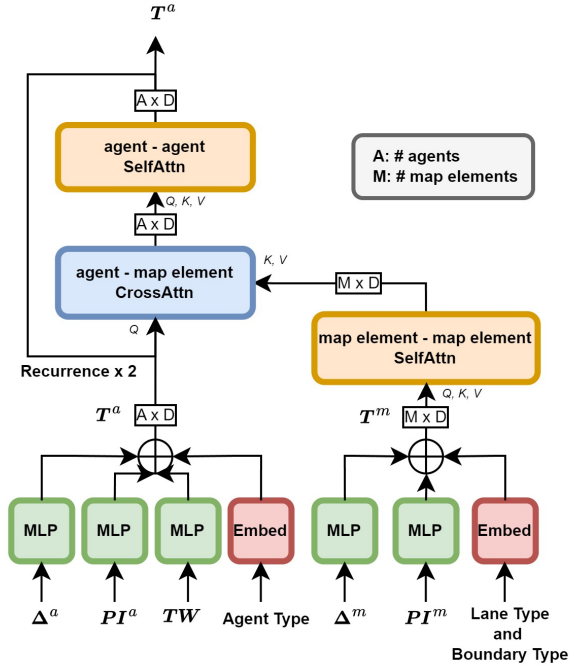 T^a
A x D
agent - agent
SelfAttn
A: # agents
M: # map elements
Q, K, V
A x D
agent - map element
CrossAttn
K, V
M x D
Q
map element - map element
SelfAttn
Recurrence x 2
Q, K, V
T^a
A x D
T^m
M x D
MLP
MLP
MLP
Embed
MLP
MLP
Embed
Δ^a
PI^a
TW
Agent Type
Δ^m
PI^m
Lane Type
and
Boundary Type